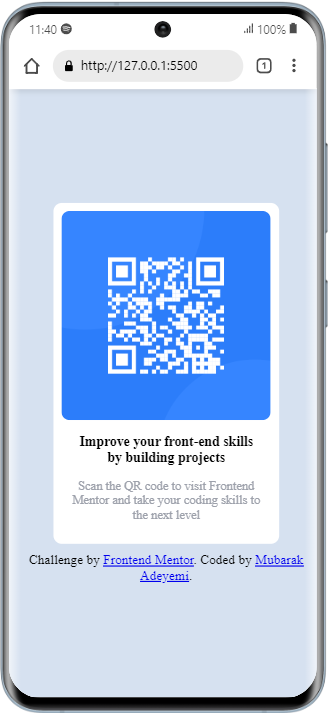 11:40
100%
http://127.0.0.1:5500
1
Improve your front-end skills
by building projects
Scan the QR code to visit Frontend
Mentor and take your coding skills to
the next level
Challenge by Frontend Mentor. Coded by Mubarak
Adeyemi.